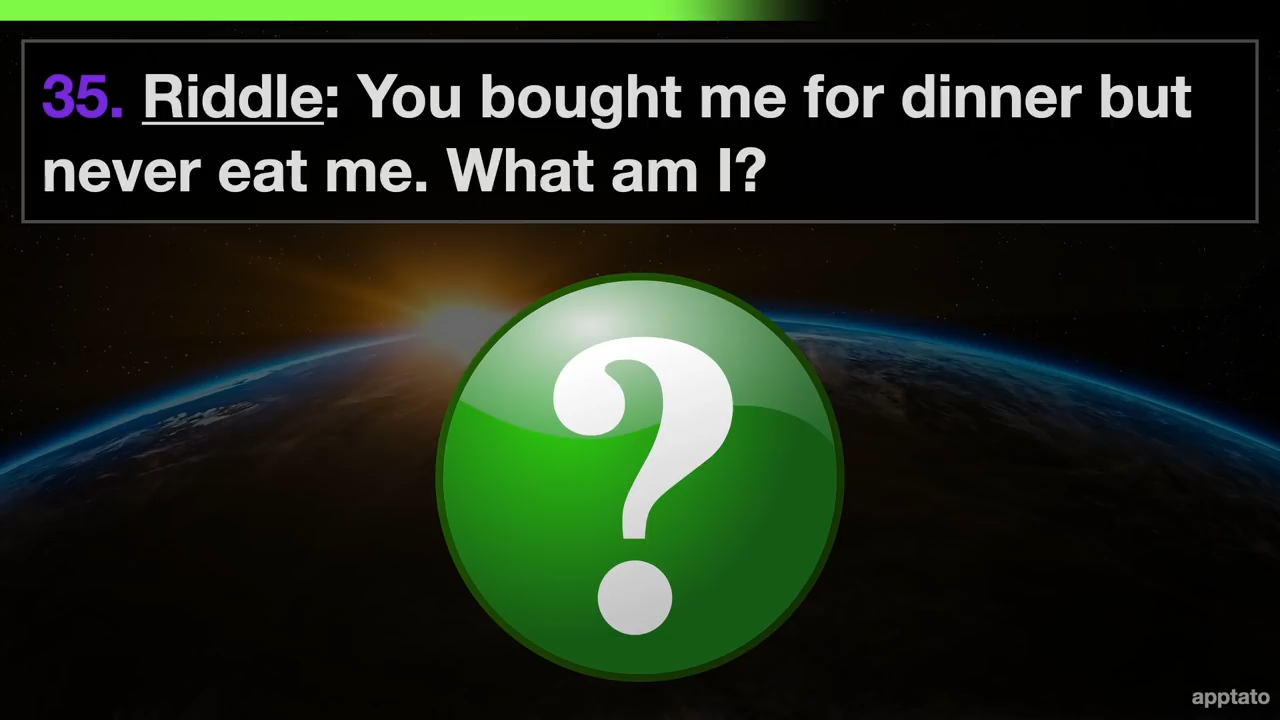 35. Riddle: You bought me for dinner but
never eat me. What am I?
?
apptato